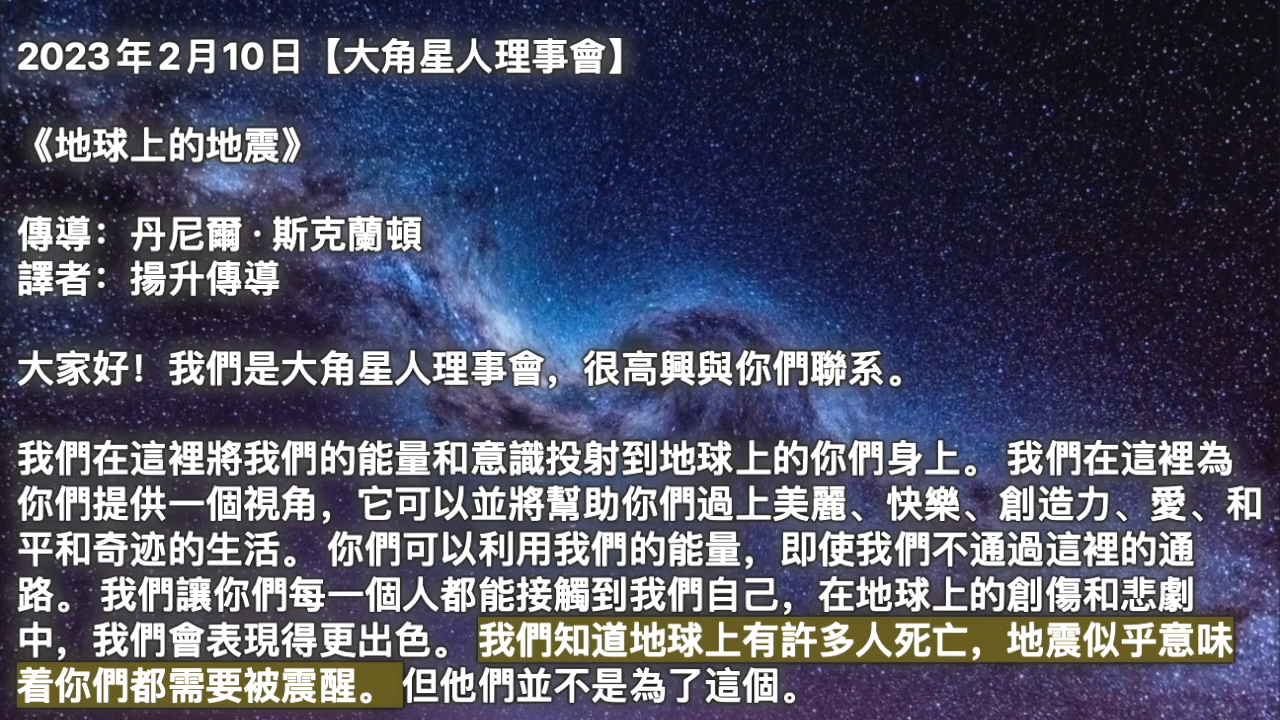 2023年2月10日【大角星人理事會】
《地球上的地震》
傳導：丹尼爾·斯克蘭頓
譯者：揚升傳導
大家好！我們是大角星人理事會，很高興與你們聯系。
我們在這裡將我們的能量和意識投射到地球上的你們身上。 我們在這裡為
你們提供一個視角，它可以並將幫助你們過上美麗、快樂、創造力、愛、和
平和奇迹的生活。 你們可以利用我們的能量，即使我們不通過這裡的通
路。 我們讓你們每一個人都能接觸到我們自己，在地球上的創傷和悲劇
中，我們會表現得更出色。 我們知道地球上有許多人死亡，地震似乎意味
着你們都需要被震醒。 但他們並不是為了這個。